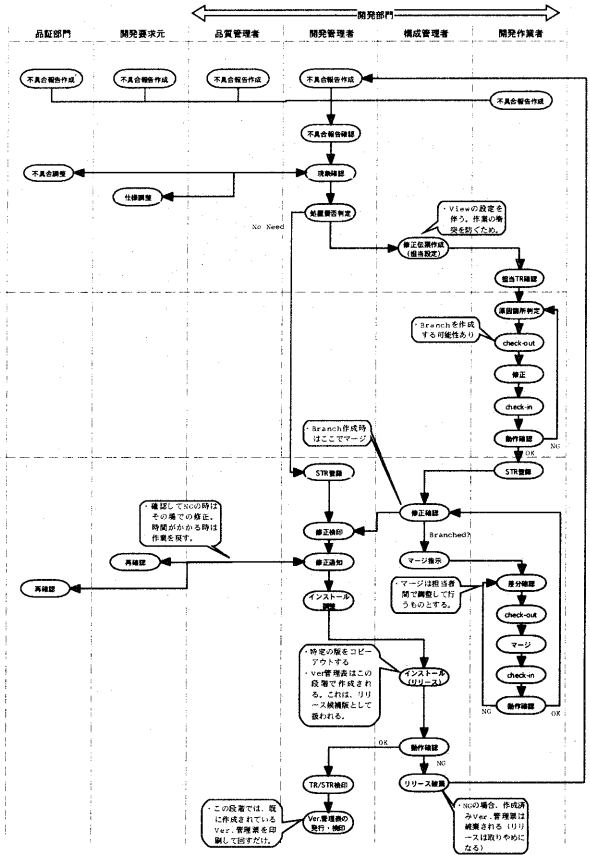 開発部門
品証部門
開発要求元
品質管理者
開発管理者
構成管理者
開発作業者
不具合報告作成
不具合報告作成
不具合報告作成
不具合報告作成
不具合報告作成
不具合報告確認
不具合調整
現象確認
仕様調整
処置要否判定
No Need
・Viewの設定を
伴う。作業の衝
突を防ぐため。
修正伝票作成
(担当設定)
担当TR確認
原因箇所判定
・Branchを作成
する可能性あり
check-out
修正
check-in
動作確認
NG
OK
・Branch作成時
はここでマージ
STR登録
STR登録
・確認してNGの時は
その場での修正。
時間がかかる時は
作業を戻す。
修正確認
修正検印
Branched?
再確認
修正通知
マージ指示
再確認
インストール
調整
・マージは担当者
間で調整して行
うものとする。
差分確認
check-out
マージ
check-in
動作確認
NG
OK
・特定の版をコピー
アウトする
・Ver管理表はこの
段階で作成され
る。これは、リリ
ース候補版として
扱われる。
インストール
(リリース)
OK
動作確認
NG
TR/STR検印
リリース破棄
・この段階では、既
に作成されている
Ver.管理票を印
刷して回すだけ。
Ver.管理表の
発行・検印
・NGの場合、作成済
みVer.管理票は
破棄される(リリ
ースは取りやめに
なる)